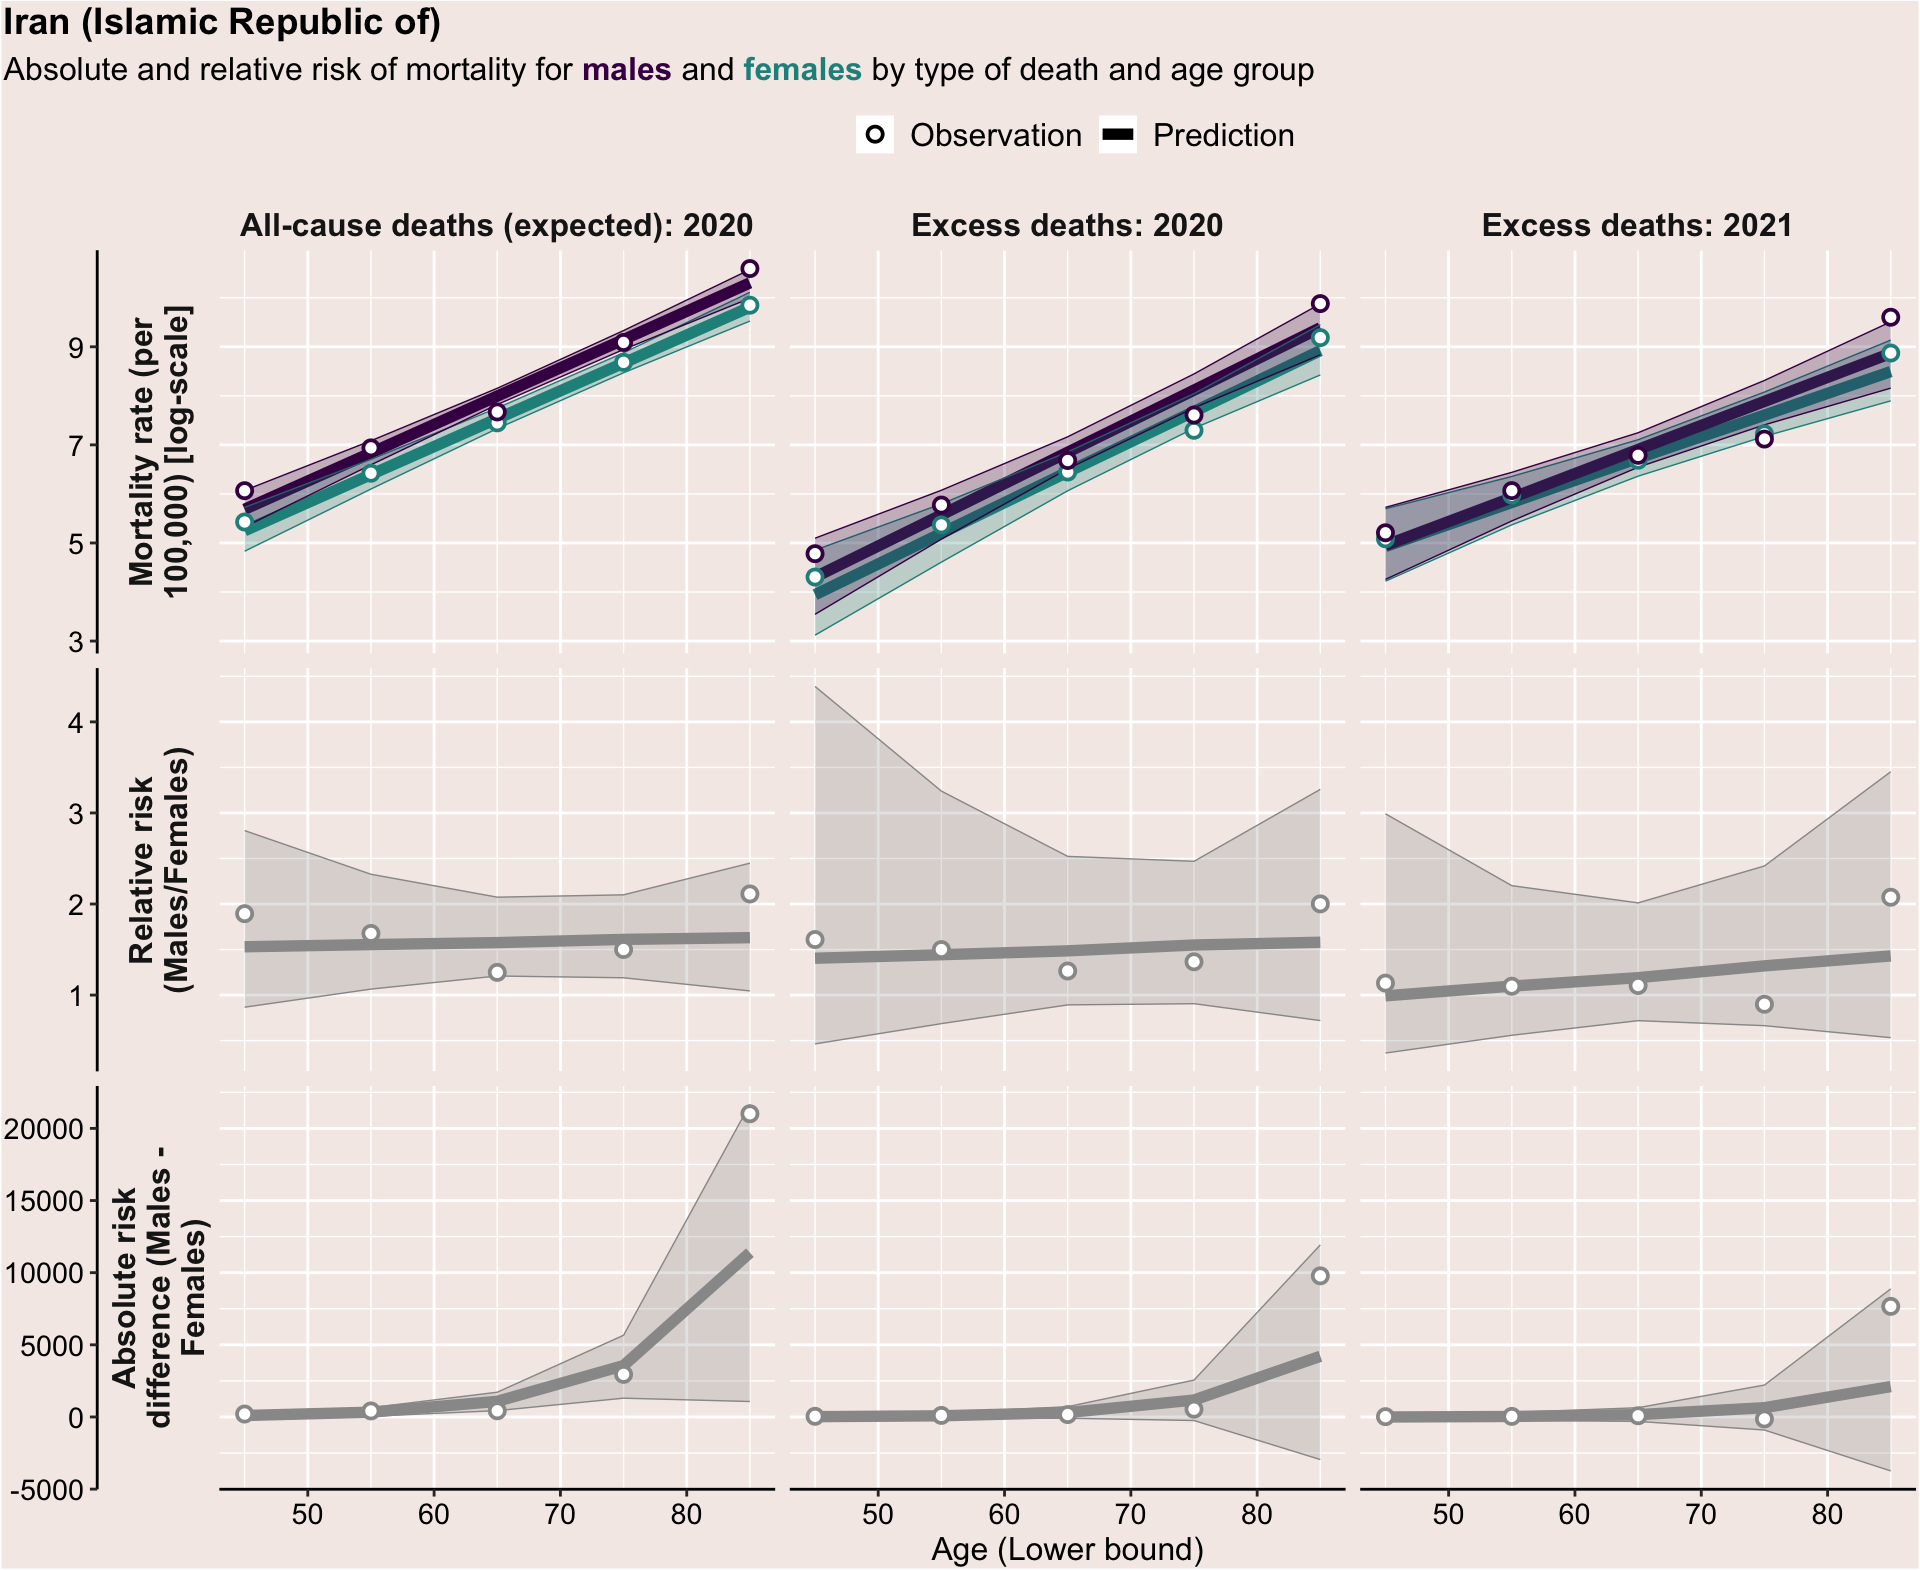 Iran (Islamic Republic of)
Absolute and relative risk of mortality for males and females by type of death and age group
Observation Prediction
All-cause deaths (expected): 2020 Excess deaths: 2020 Excess deaths: 2021
Mortality rate (per
100,000) [log-scale]
9
7
5
3
Relative risk
(Males/Females)
4
3
2
1
Absolute risk
difference (Males -
Females)
20000
15000
10000
5000
0
-5000
50 60 70 80 50 60 70 80 50 60 70 80
Age (Lower bound)